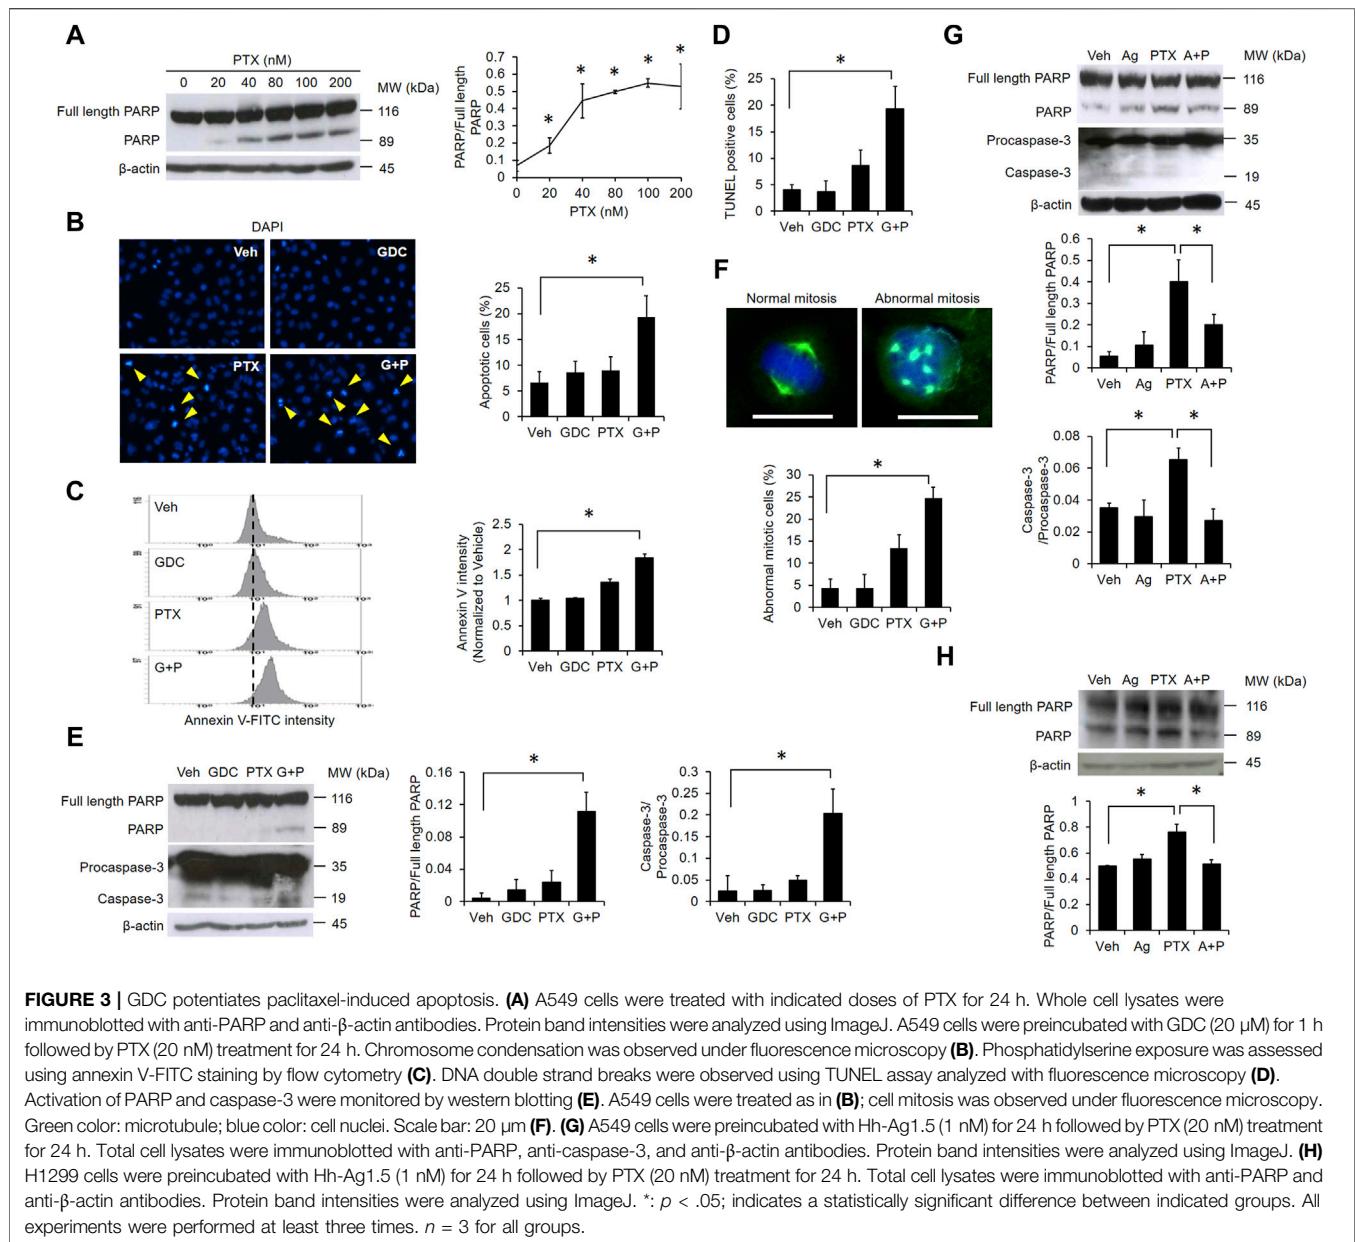 A
PTX (nM)
0 20 40 80 100 200
MW (kDa)
Full length PARP
116
PARP
89
β-actin
45
PARP/Full length
PARP
0.7
0.6
0.5
0.4
0.3
0.2
0.1
0
* * * * *
0 20 40 80 100 200
PTX (nM)
B
DAPI
Veh GDC
PTX G+P
Apoptotic cells (%)
25
20
15
10
5
0
*
Veh GDC PTX G+P
C
Veh
GDC
PTX
G+P
Annexin V-FITC intensity
Annexin V intensity
(Normalized to Vehicle)
2.5
2
1.5
1
0.5
0
*
Veh GDC PTX G+P
D
TUNEL positive cells (%)
25
20
15
10
5
0
*
Veh GDC PTX G+P
E
Veh GDC PTX G+P
MW (kDa)
Full length PARP
116
PARP
89
Procaspase-3
35
Caspase-3
19
β-actin
45
PARP/Full length PARP
0.16
0.12
0.08
0.04
0
*
Veh GDC PTX G+P
Caspase-3/
Procaspase-3
0.3
0.25
0.2
0.15
0.1
0.05
0
*
Veh GDC PTX G+P
F
Normal mitosis Abnormal mitosis
Abnormal mitotic cells (%)
30
25
20
15
10
5
0
*
Veh GDC PTX G+P
G
Veh Ag PTX A+P
MW (kDa)
Full length PARP
116
PARP
89
Procaspase-3
35
Caspase-3
19
β-actin
45
PARP/Full length PARP
0.6
0.5
0.4
0.3
0.2
0.1
0
* *
Veh Ag PTX A+P
Caspase-3
/Procaspase-3
0.08
0.06
0.04
0.02
0
* *
Veh Ag PTX A+P
H
Veh Ag PTX A+P
MW (kDa)
Full length PARP
116
PARP
89
β-actin
45
PARP/Full length PARP
1
0.8
0.6
0.4
0.2
0
* *
Veh Ag PTX A+P
FIGURE 3 | GDC potentiates paclitaxel-induced apoptosis. (A) A549 cells were treated with indicated doses of PTX for 24 h. Whole cell lysates were
immunoblotted with anti-PARP and anti-β-actin antibodies. Protein band intensities were analyzed using ImageJ. A549 cells were preincubated with GDC (20 μM) for 1 h
followed by PTX (20 nM) treatment for 24 h. Chromosome condensation was observed under fluorescence microscopy (B). Phosphatidylserine exposure was assessed
using annexin V-FITC staining by flow cytometry (C). DNA double strand breaks were observed using TUNEL assay analyzed with fluorescence microscopy (D).
Activation of PARP and caspase-3 were monitored by western blotting (E). A549 cells were treated as in (B); cell mitosis was observed under fluorescence microscopy.
Green color: microtubule; blue color: cell nuclei. Scale bar: 20 μm (F). (G) A549 cells were preincubated with Hh-Ag1.5 (1 nM) for 24 h followed by PTX (20 nM) treatment
for 24 h. Total cell lysates were immunoblotted with anti-PARP, anti-caspase-3, and anti-β-actin antibodies. Protein band intensities were analyzed using ImageJ. (H)
H1299 cells were preincubated with Hh-Ag1.5 (1 nM) for 24 h followed by PTX (20 nM) treatment for 24 h. Total cell lysates were immunoblotted with anti-PARP and
anti-β-actin antibodies. Protein band intensities were analyzed using ImageJ. *: p < .05; indicates a statistically significant difference between indicated groups. All
experiments were performed at least three times. n = 3 for all groups.